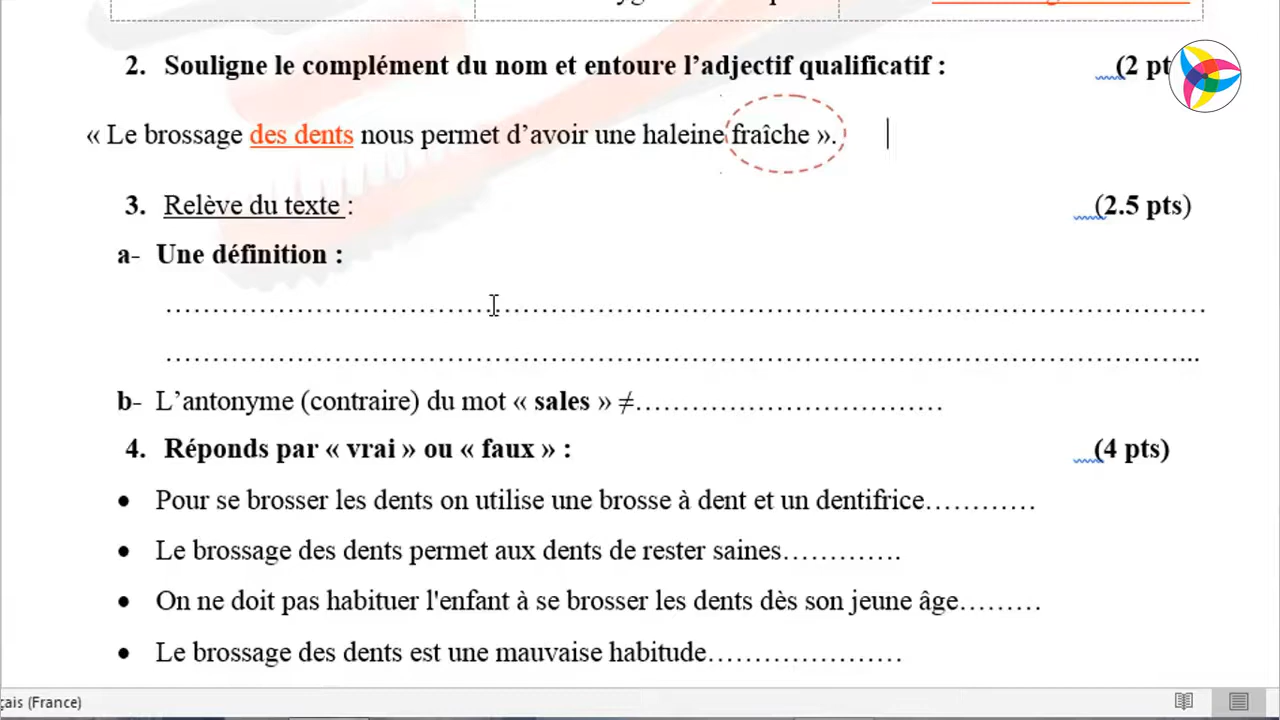 2. Souligne le complément du nom et entoure l’adjectif qualificatif : (2 pt
« Le brossage des dents nous permet d’avoir une haleine fraîche ».
3. Relève du texte : (2.5 pts)
a- Une définition :
……………………………………………………………………………………………………
…………………………………………………………………………………………………...
b- L’antonyme (contraire) du mot « sales » ≠……………………………
4. Réponds par « vrai » ou « faux » : (4 pts)
• Pour se brosser les dents on utilise une brosse à dent et un dentifrice…………
• Le brossage des dents permet aux dents de rester saines………….
• On ne doit pas habituer l'enfant à se brosser les dents dès son jeune âge………
• Le brossage des dents est une mauvaise habitude…………………
çais (France)